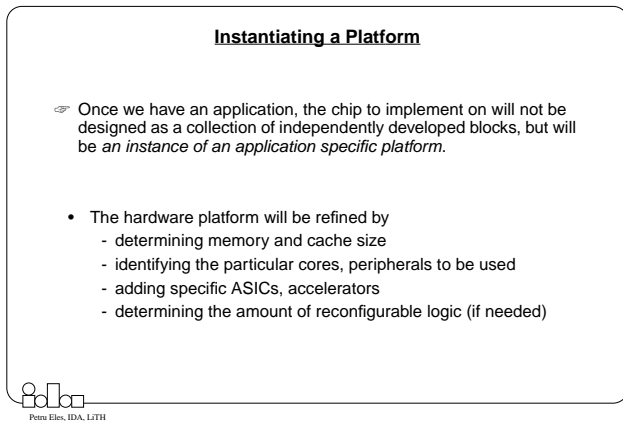 Instantiating a Platform
☞ Once we have an application, the chip to implement on will not be
designed as a collection of independently developed blocks, but will
be an instance of an application specific platform.
• The hardware platform will be refined by
- determining memory and cache size
- identifying the particular cores, peripherals to be used
- adding specific ASICs, accelerators
- determining the amount of reconfigurable logic (if needed)
Petru Eles, IDA, LiTH